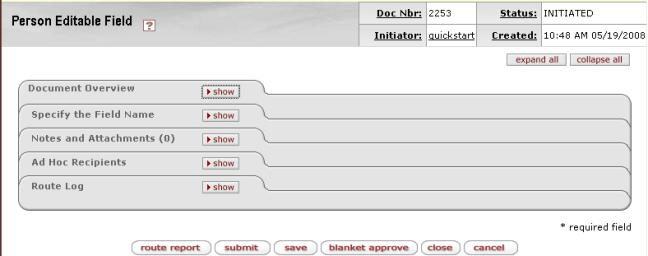 Person Editable Field ?
Doc Nbr: 2253 Status: INITIATED
Initiator: quickstart Created: 10:48 AM 05/19/2008
expand all collapse all
Document Overview show
Specify the Field Name show
Notes and Attachments (0) show
Ad Hoc Recipients show
Route Log show
* required field
route report submit save blanket approve close cancel